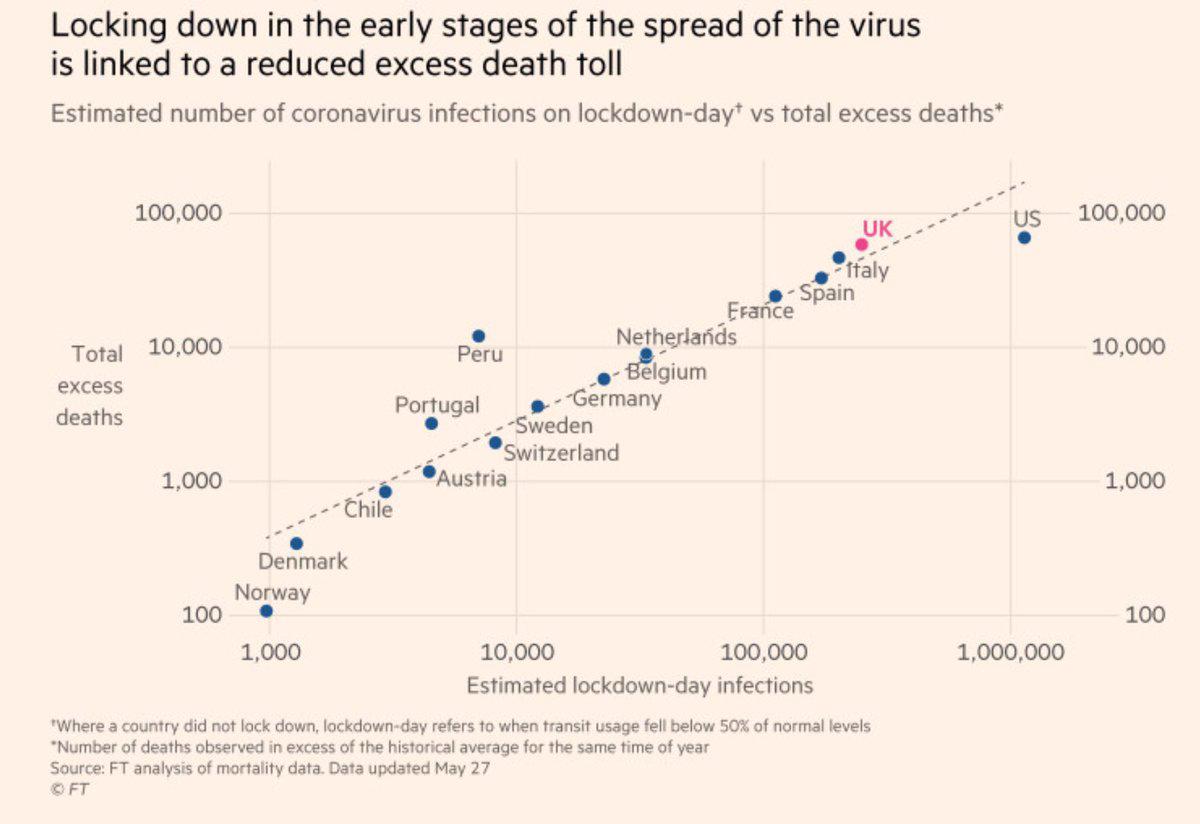 Locking down in the early stages of the spread of the virus
is linked to a reduced excess death toll
Estimated number of coronavirus infections on lockdown-day† vs total excess deaths*
100,000
UK
US
100,000
Italy
Spain
France
Total
excess
deaths
10,000
Netherlands
10,000
Peru
Belgium
Germany
Portugal
Sweden
Switzerland
1,000
Austria
1,000
Chile
Denmark
Norway
100
100
1,000
10,000
100,000
1,000,000
Estimated lockdown-day infections
†Where a country did not lock down, lockdown-day refers to when transit usage fell below 50% of normal levels
*Number of deaths observed in excess of the historical average for the same time of year
Source: FT analysis of mortality data. Data updated May 27
© FT